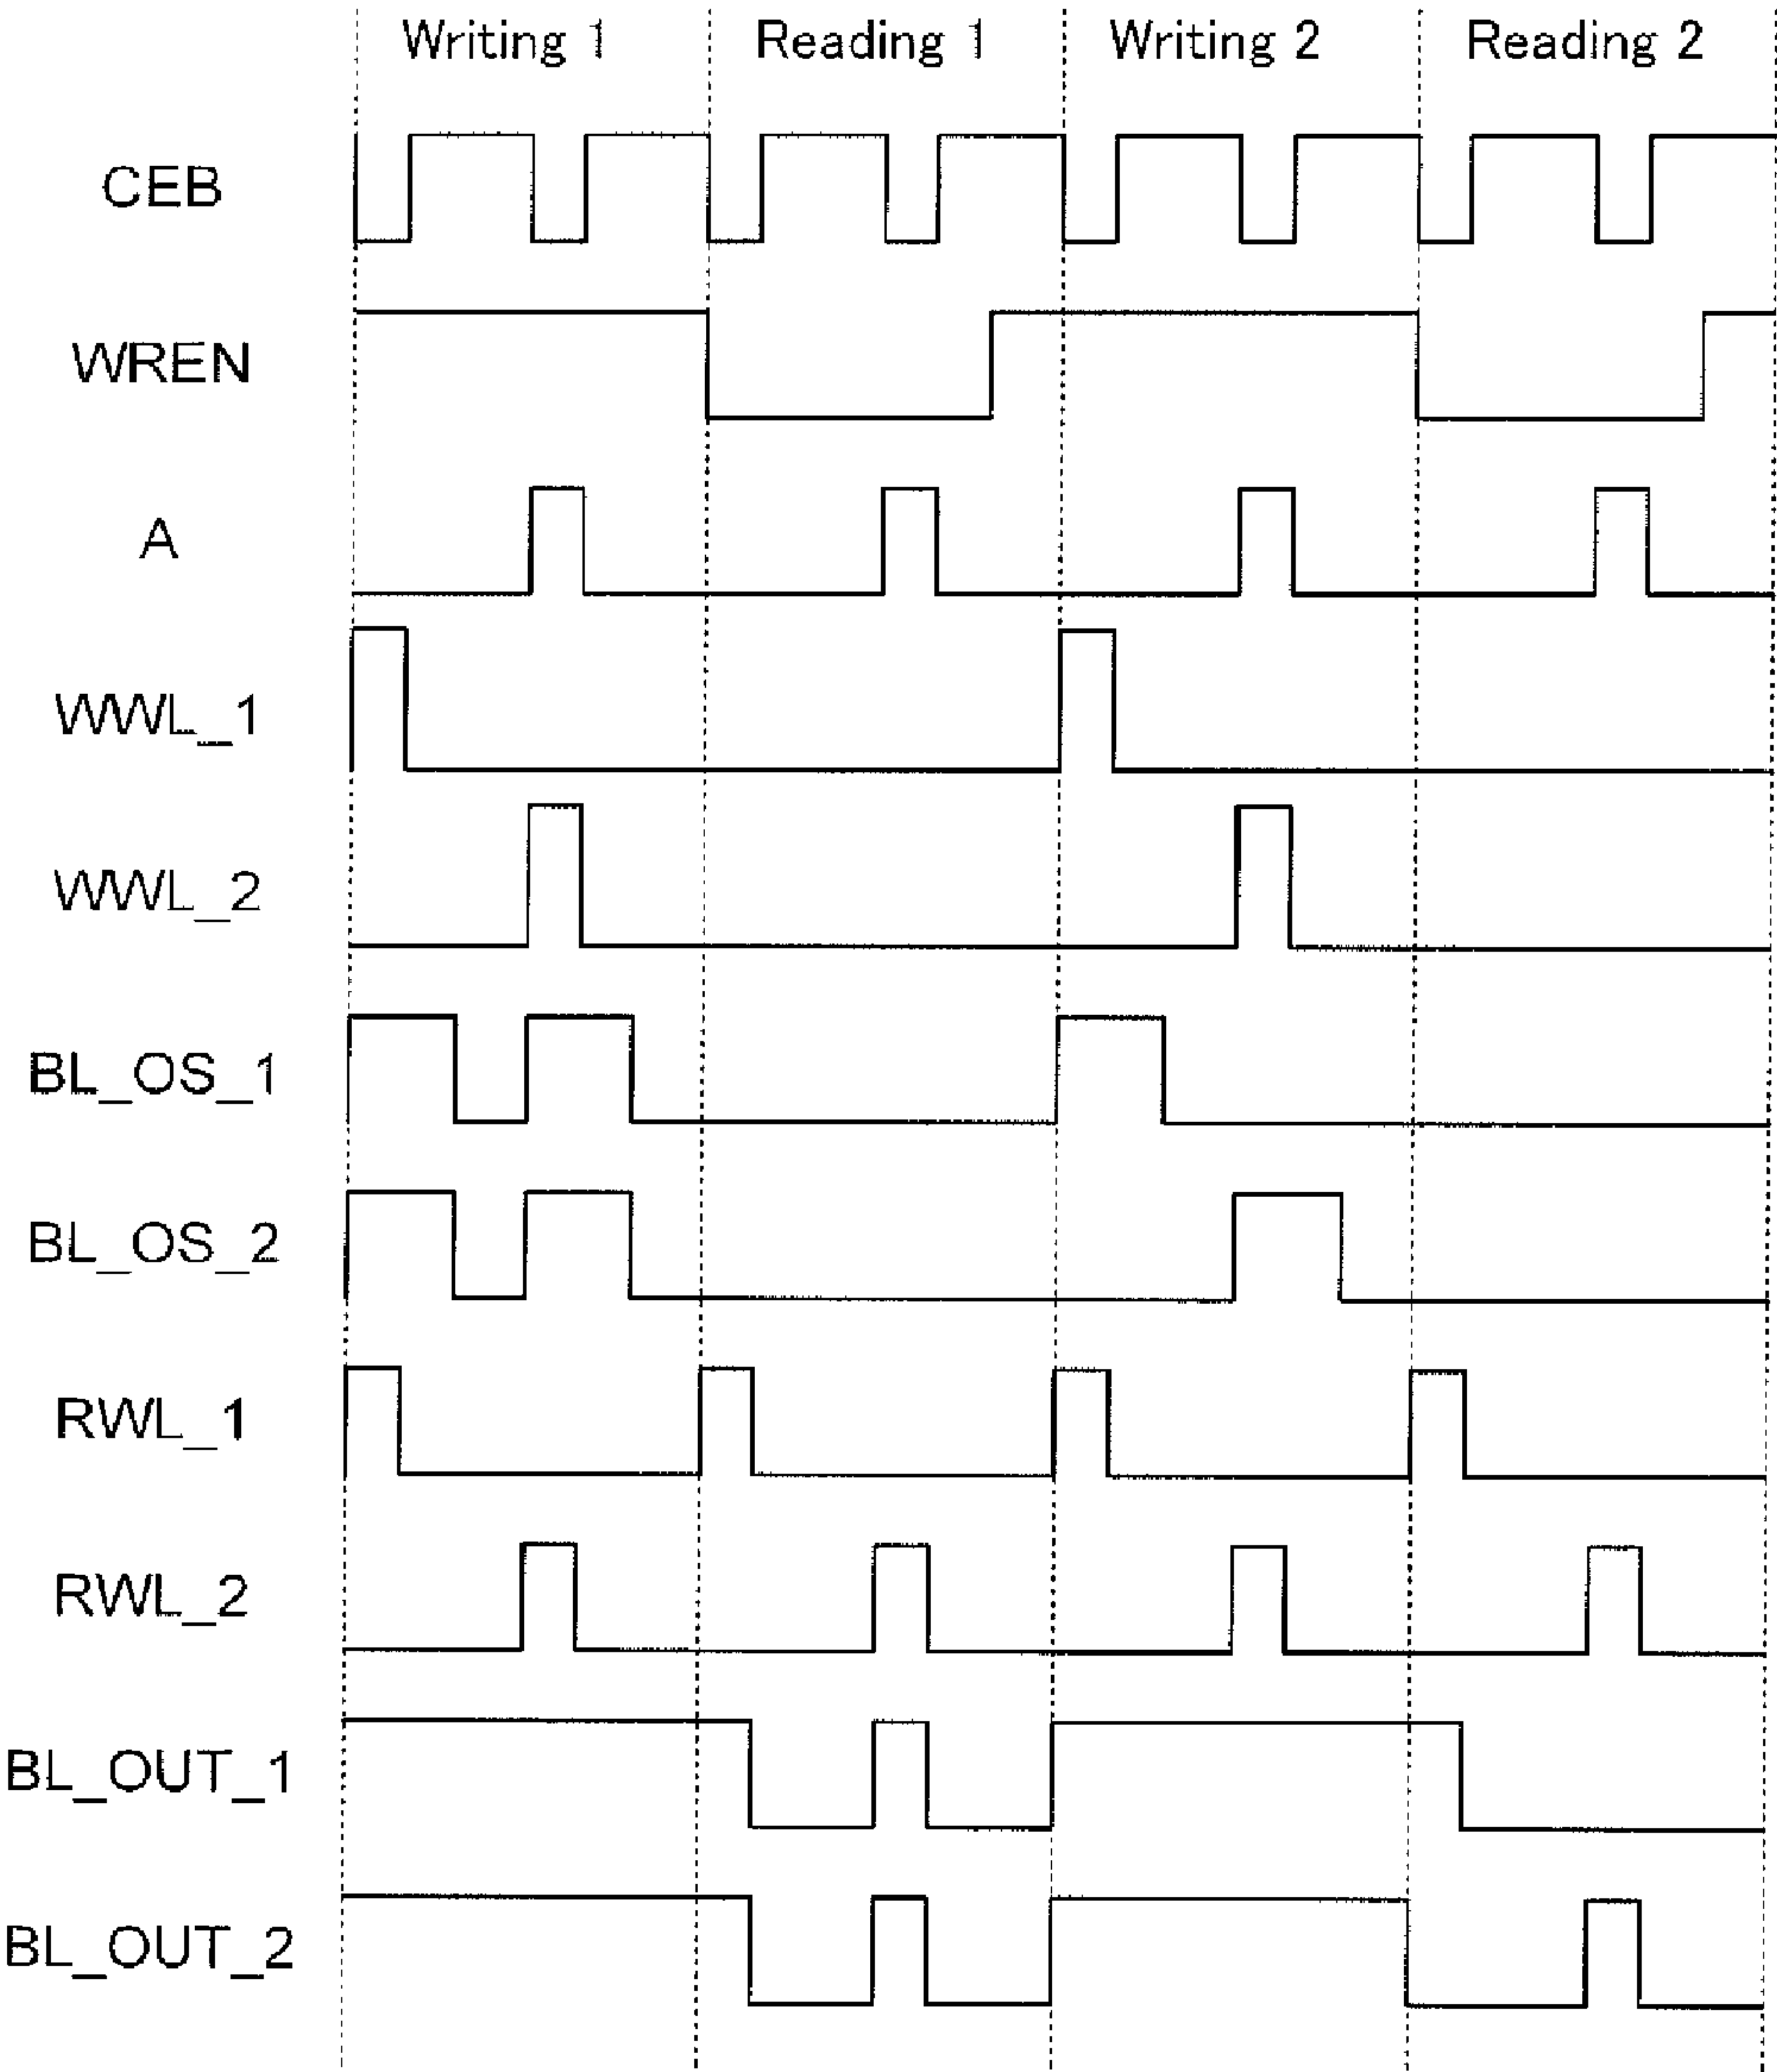 Writing 1 Reading 1 Writing 2 Reading 2
CEB
WREN
A
WWL_1
WWL_2
BL_OS_1
BL_OS_2
RWL_1
RWL_2
BL_OUT_1
BL_OUT_2